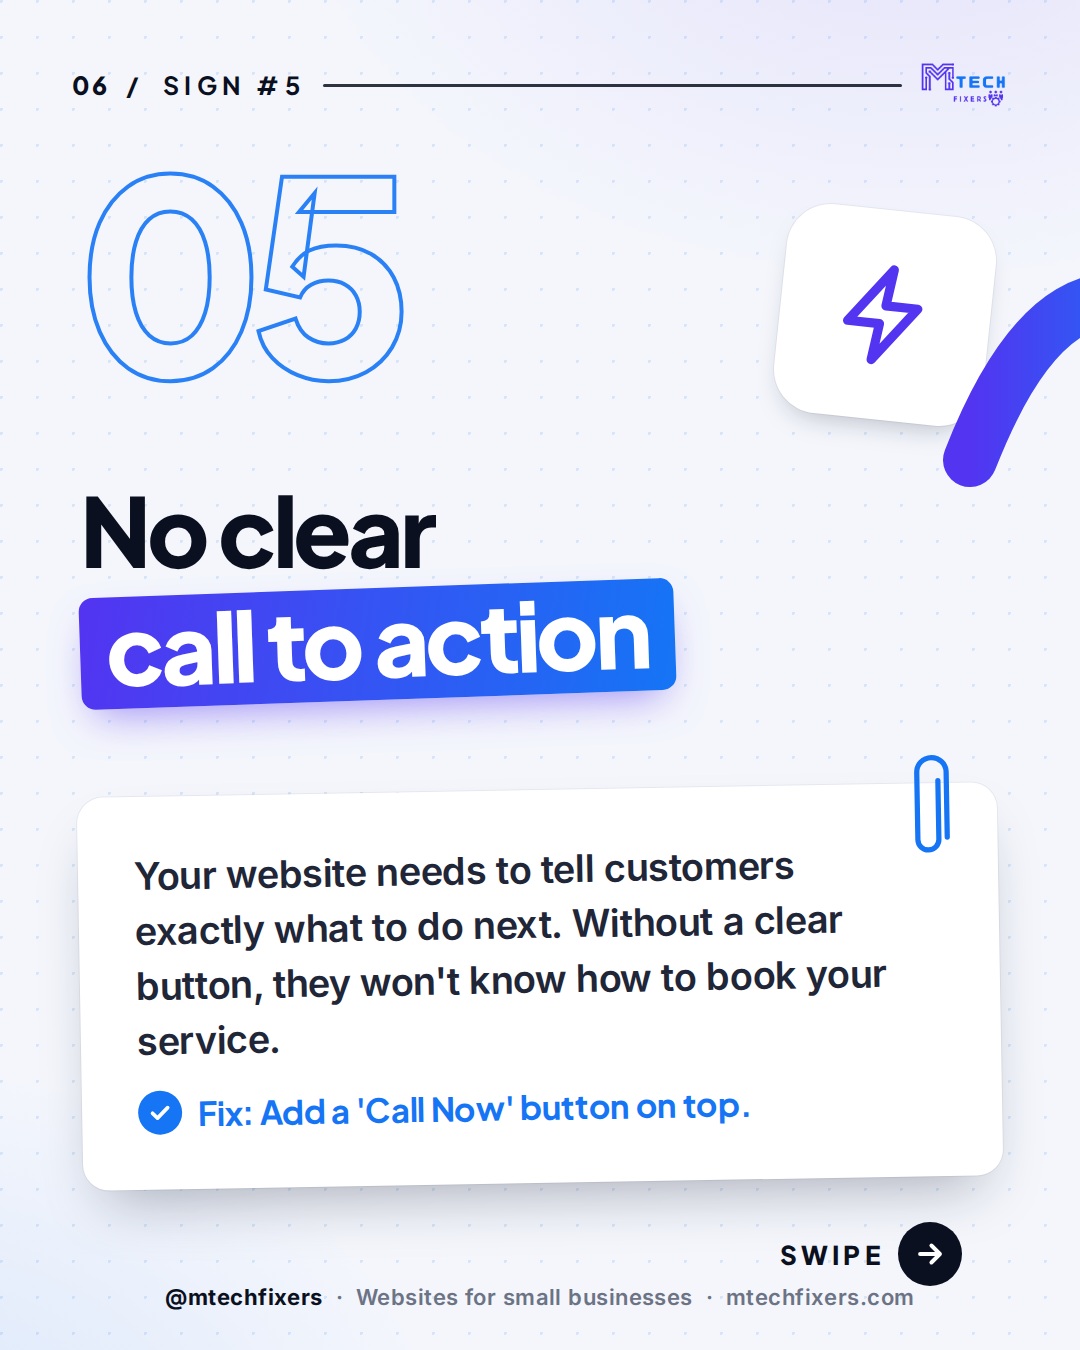 06 / SIGN #5
MTECH
FIXERS
05
No clear
call to action
Your website needs to tell customers
exactly what to do next. Without a clear
button, they won't know how to book your
service.
Fix: Add a 'Call Now' button on top.
SWIPE
@mtechfixers · Websites for small businesses · mtechfixers.com